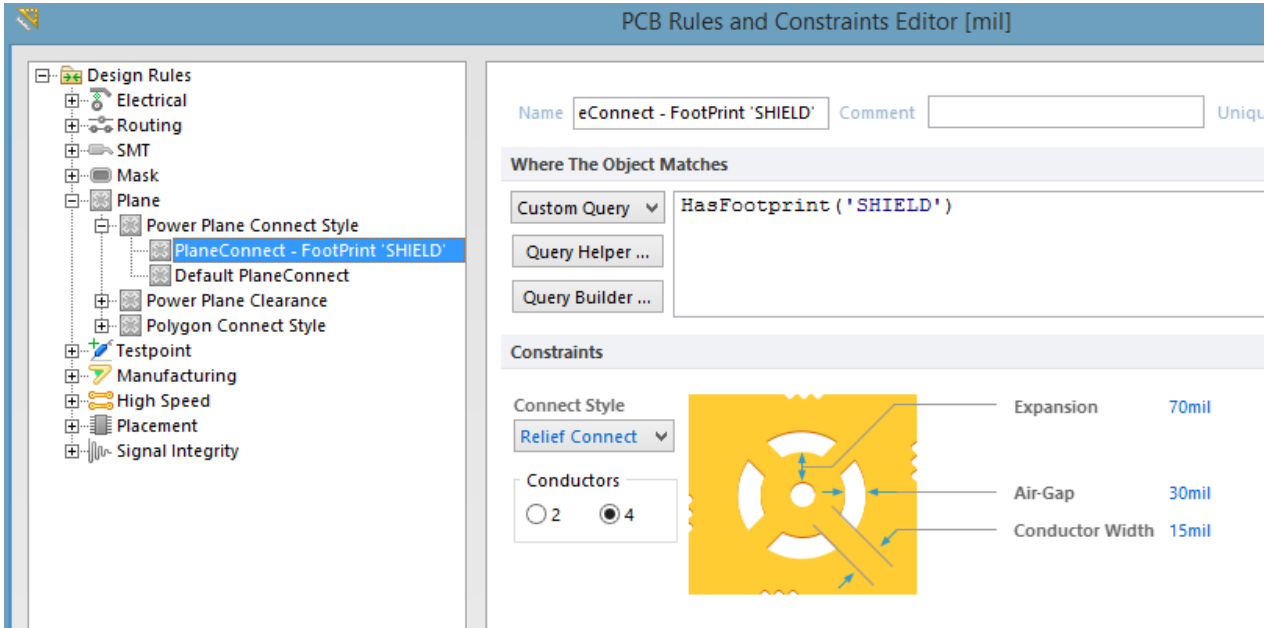 PCB Rules and Constraints Editor [mil]
Design Rules
Electrical
Routing
SMT
Mask
Plane
Power Plane Connect Style
PlaneConnect - FootPrint 'SHIELD'
Default PlaneConnect
Power Plane Clearance
Polygon Connect Style
Testpoint
Manufacturing
High Speed
Placement
Signal Integrity
Name eConnect - FootPrint 'SHIELD' Comment Uniqu
Where The Object Matches
Custom Query HasFootprint('SHIELD')
Query Helper ...
Query Builder ...
Constraints
Connect Style
Relief Connect
Conductors
2 4
Expansion 70mil
Air-Gap 30mil
Conductor Width 15mil